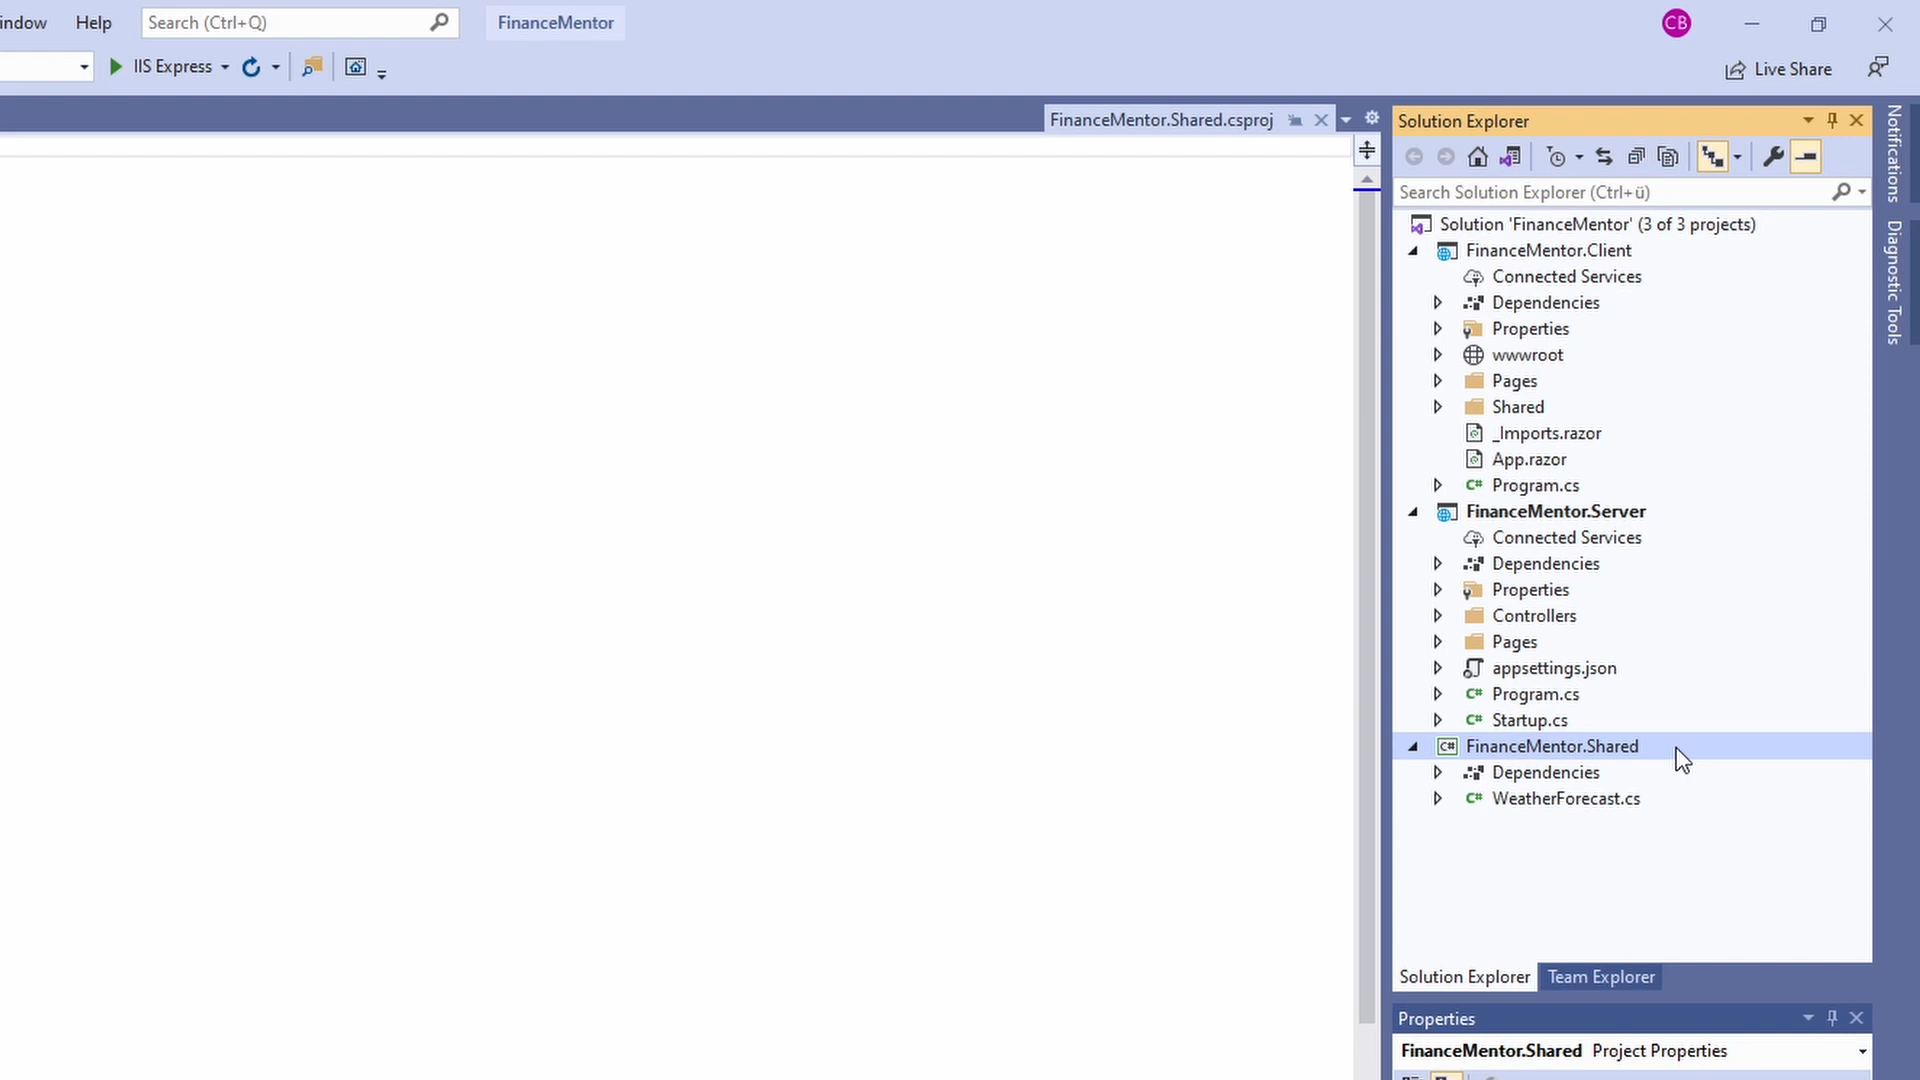 indow Help Search (Ctrl+Q) FinanceMentor CB
IIS Express Live Share
FinanceMentor.Shared.csproj
Solution Explorer
Search Solution Explorer (Ctrl+ü)
Solution 'FinanceMentor' (3 of 3 projects)
FinanceMentor.Client
Connected Services
Dependencies
Properties
wwwroot
Pages
Shared
_Imports.razor
App.razor
C# Program.cs
FinanceMentor.Server
Connected Services
Dependencies
Properties
Controllers
Pages
appsettings.json
C# Program.cs
C# Startup.cs
C# FinanceMentor.Shared
Dependencies
C# WeatherForecast.cs
Solution Explorer Team Explorer
Properties
FinanceMentor.Shared Project Properties
Notifications
Diagnostic Tools